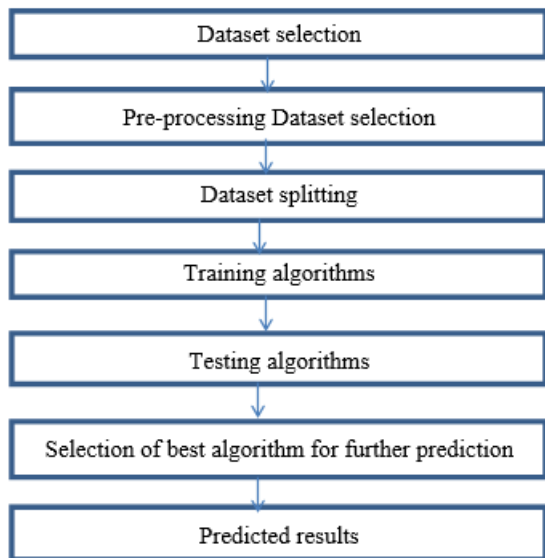 Dataset selection
Pre-processing Dataset selection
Dataset splitting
Training algorithms
Testing algorithms
Selection of best algorithm for further prediction
Predicted results